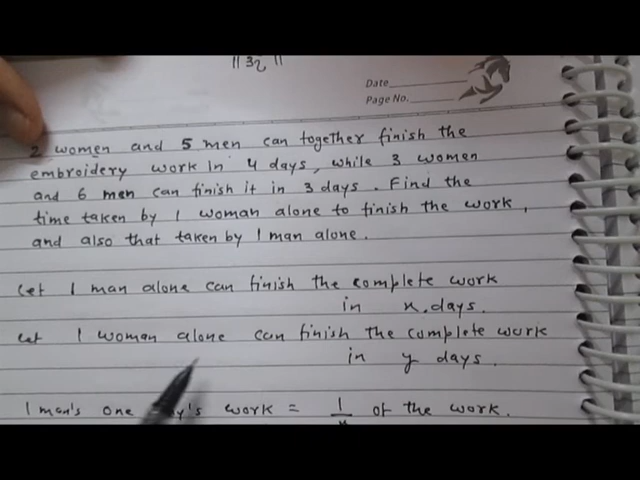 || ૐ ||
Date
Page No.
2 women and 5 men can together finish the
embroidery work in 4 days, while 3 women
and 6 men can finish it in 3 days. Find the
time taken by 1 woman alone to finish the work,
and also that taken by 1 man alone.
Let 1 man alone can finish the complete work
in x days.
Let 1 woman alone can finish the complete work
in y days.
1 man's one work = 1/x of the work.